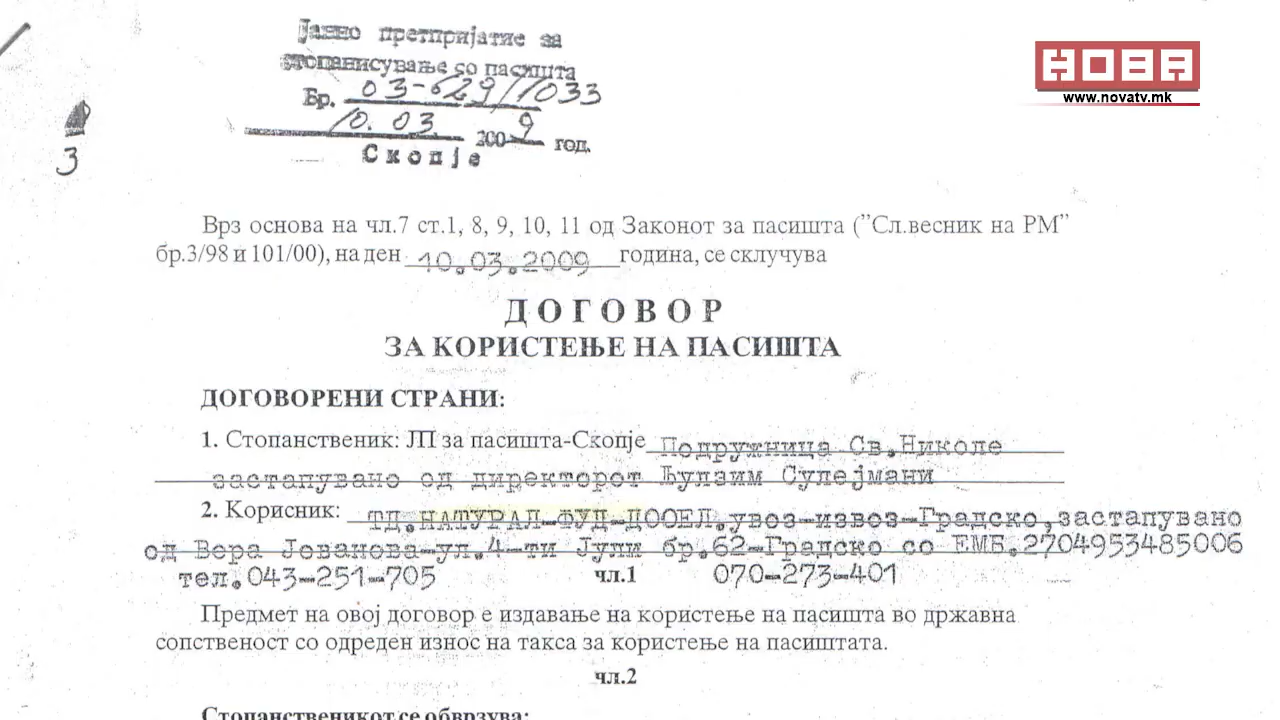 Јавно претпријатие за
стопанисување со пасишта
Бр. 03-629/1033
10.03 2009 год.
Скопје
3
НОВА
www.novatv.mk
Врз основа на чл.7 ст.1, 8, 9, 10, 11 од Законот за пасишта ("Сл.весник на РМ"
бр.3/98 и 101/00), на ден 10.03.2009 година, се склучува
ДОГОВОР
ЗА КОРИСТЕЊЕ НА ПАСИШТА
ДОГОВОРЕНИ СТРАНИ:
1. Стопанственик: ЈП за пасишта-Скопје Подружница Св.Николе
застапувано од директорот Ѓулзим Сулејмани
2. Корисник: ТД.НАТУРАЛ-ФУД-ДООЕЛ.увоз-извоз-Градско,застапувано
од Вера Јованова-ул.4-ти Јули бр.62-Градско со ЕМБ.2704953485006
тел.043-251-705 чл.1 070-273-401
Предмет на овој договор е издавање на користење на пасишта во државна
сопственост со одреден износ на такса за користење на пасиштата.
чл.2
Стопанственикот се обврзува: